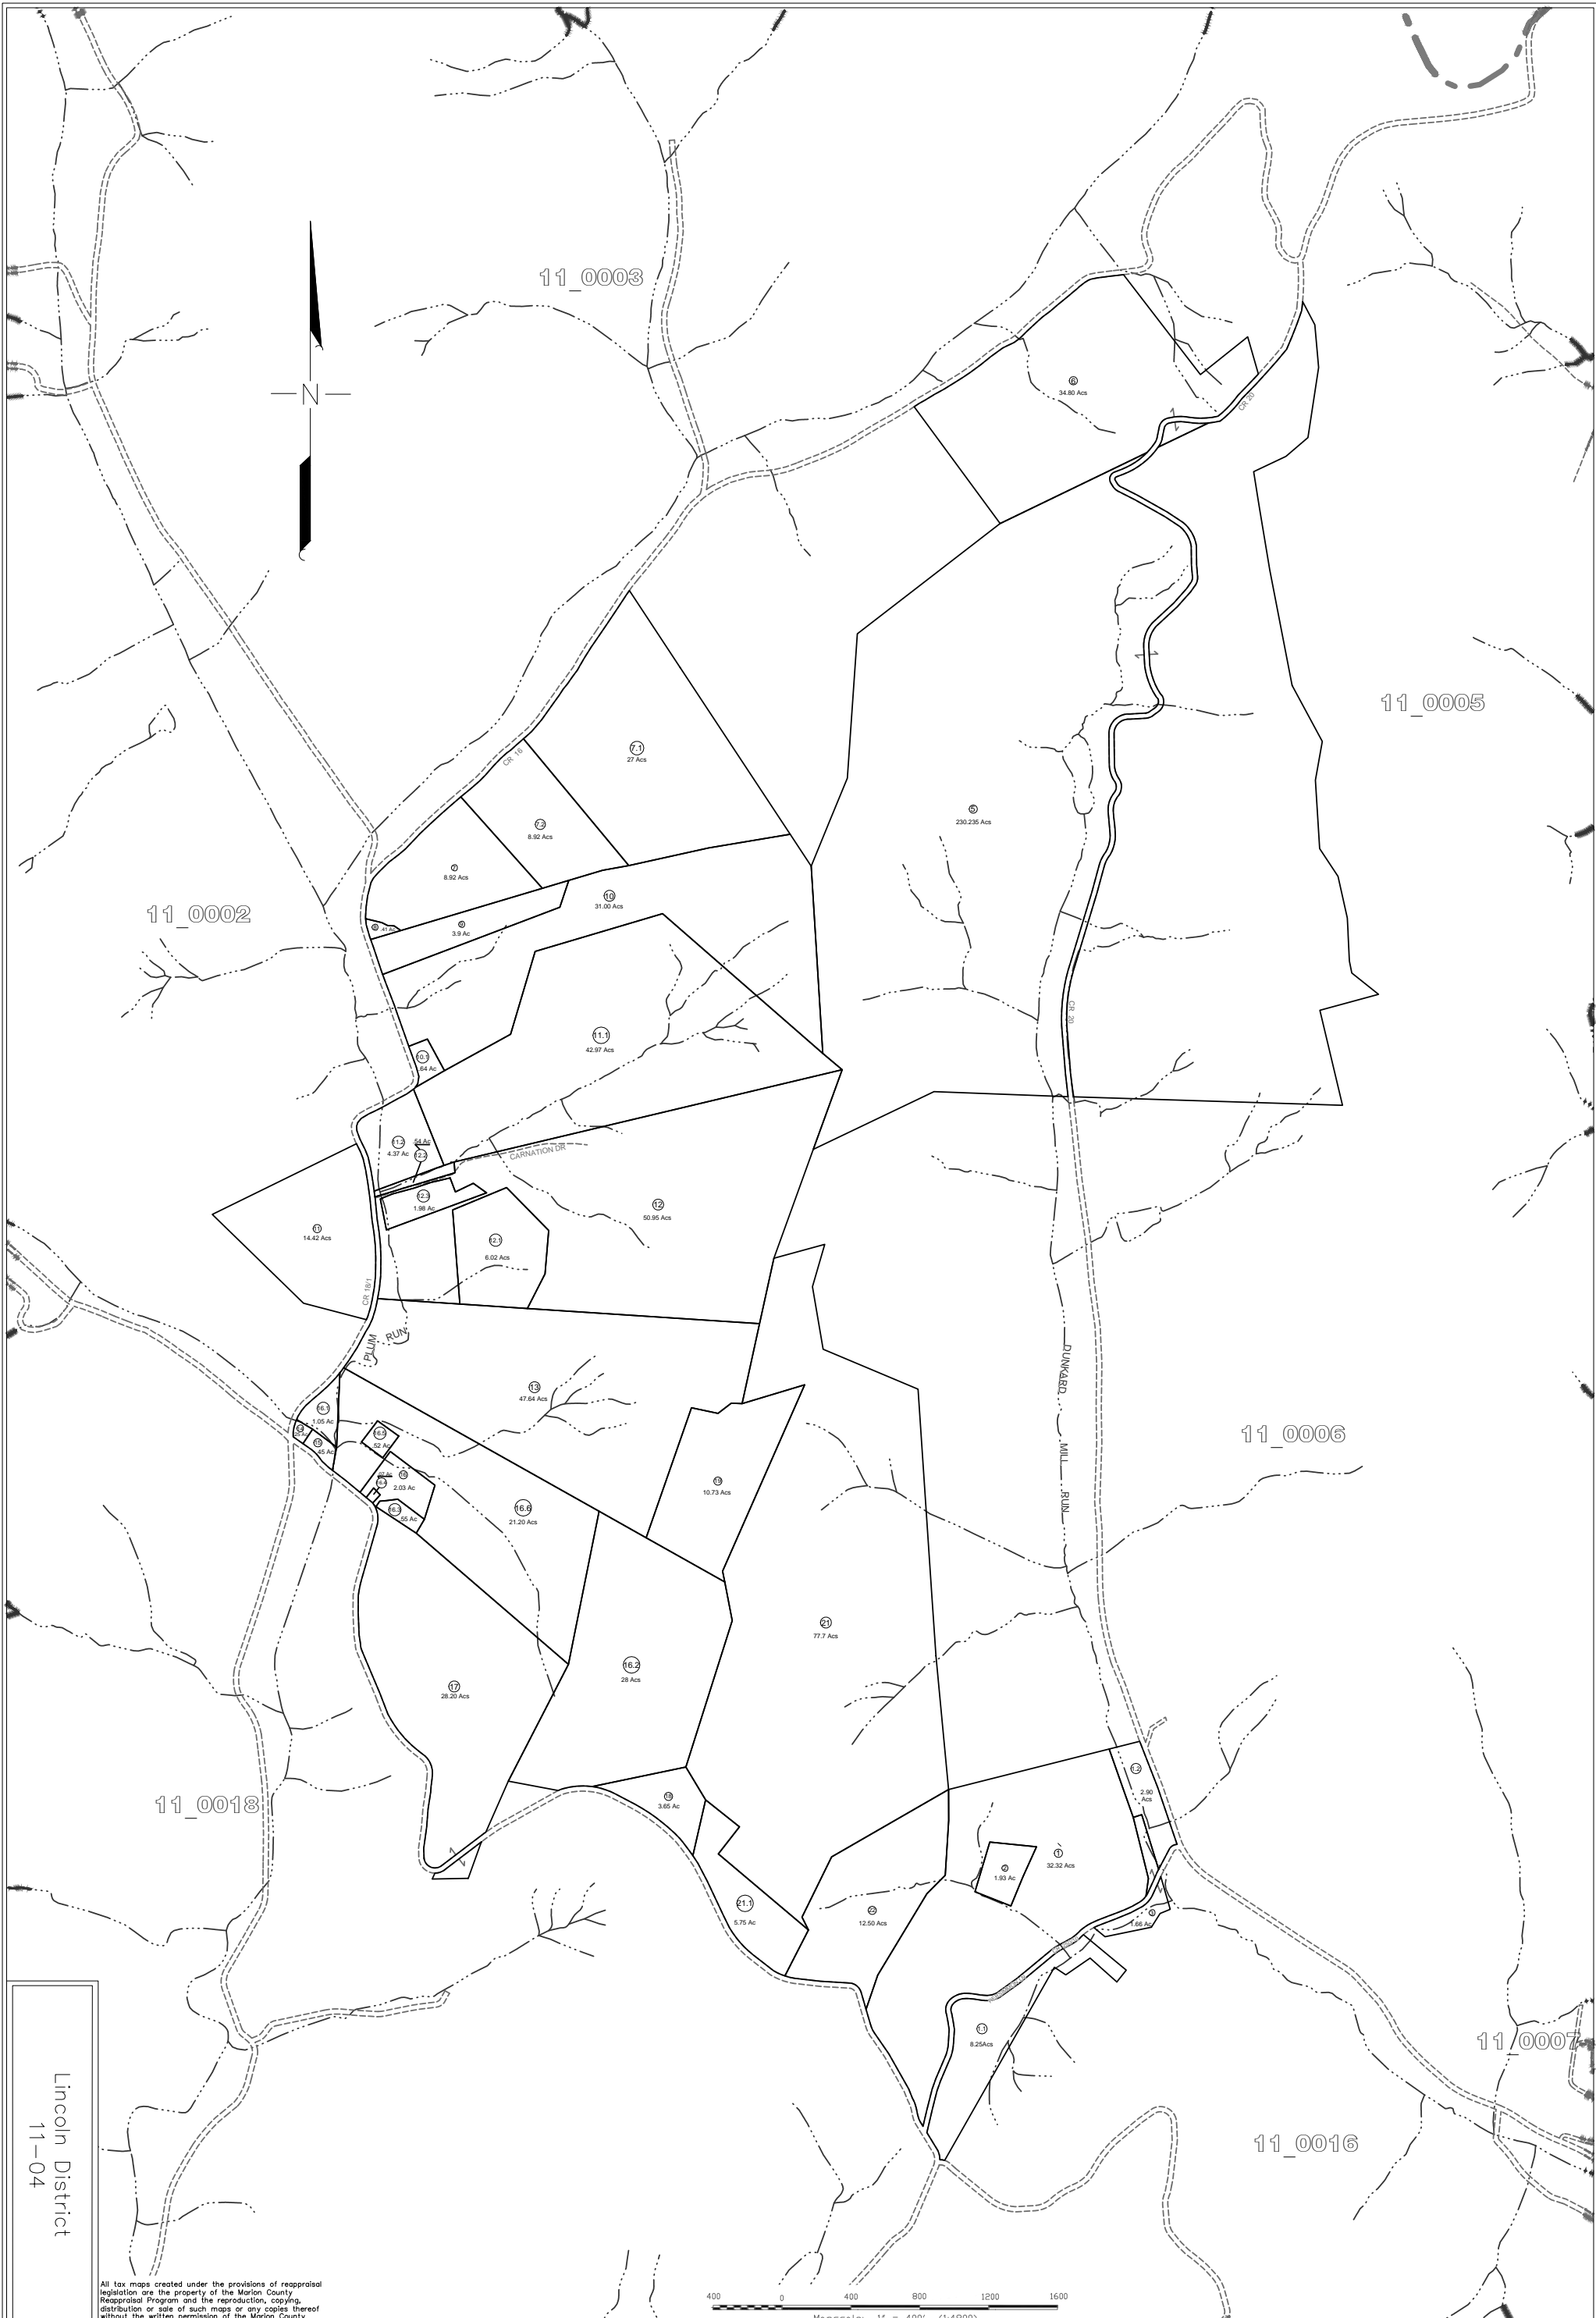 11_0003
N
6
34.80 Acs
CR 20
11_0005
7.1
27 Acs
CR 16
7.2
8.92 Acs
5
230.235 Acs
7
8.92 Acs
10
31.00 Acs
11_0002
8
.41 Ac
9
3.9 Ac
CR 20
11.1
42.97 Acs
10.1
.64 Ac
11.2
4.37 Ac
.54 Ac
12.2
CARNATION DR
12.3
1.98 Ac
12
50.95 Acs
11
14.42 Acs
12.1
6.02 Acs
CR 16/1
PLUM RUN
DUNKARD MILL RUN
13
47.64 Acs
16.1
1.05 Ac
14
15
.45 Ac
16.5
.52 Ac
11_0006
16
2.03 Ac
16.4
19
10.73 Acs
16.3
.55 Ac
16.6
21.20 Acs
21
77.7 Acs
16.2
28 Acs
17
28.20 Acs
1.2
2.90
Acs
18
3.65 Ac
11_0018
1
32.32 Acs
2
1.93 Ac
21.1
5.75 Ac
22
12.50 Acs
3
1.66 Ac
1.1
8.25Acs
11_0007
11_0016
Lincoln District
11-04
All tax maps created under the provisions of reappraisal
legislation are the property of the Marion County
Reappraisal Program and the reproduction, copying,
distribution or sale of such maps or any copies thereof
without the written permission of the Marion County
400 0 400 800 1200 1600